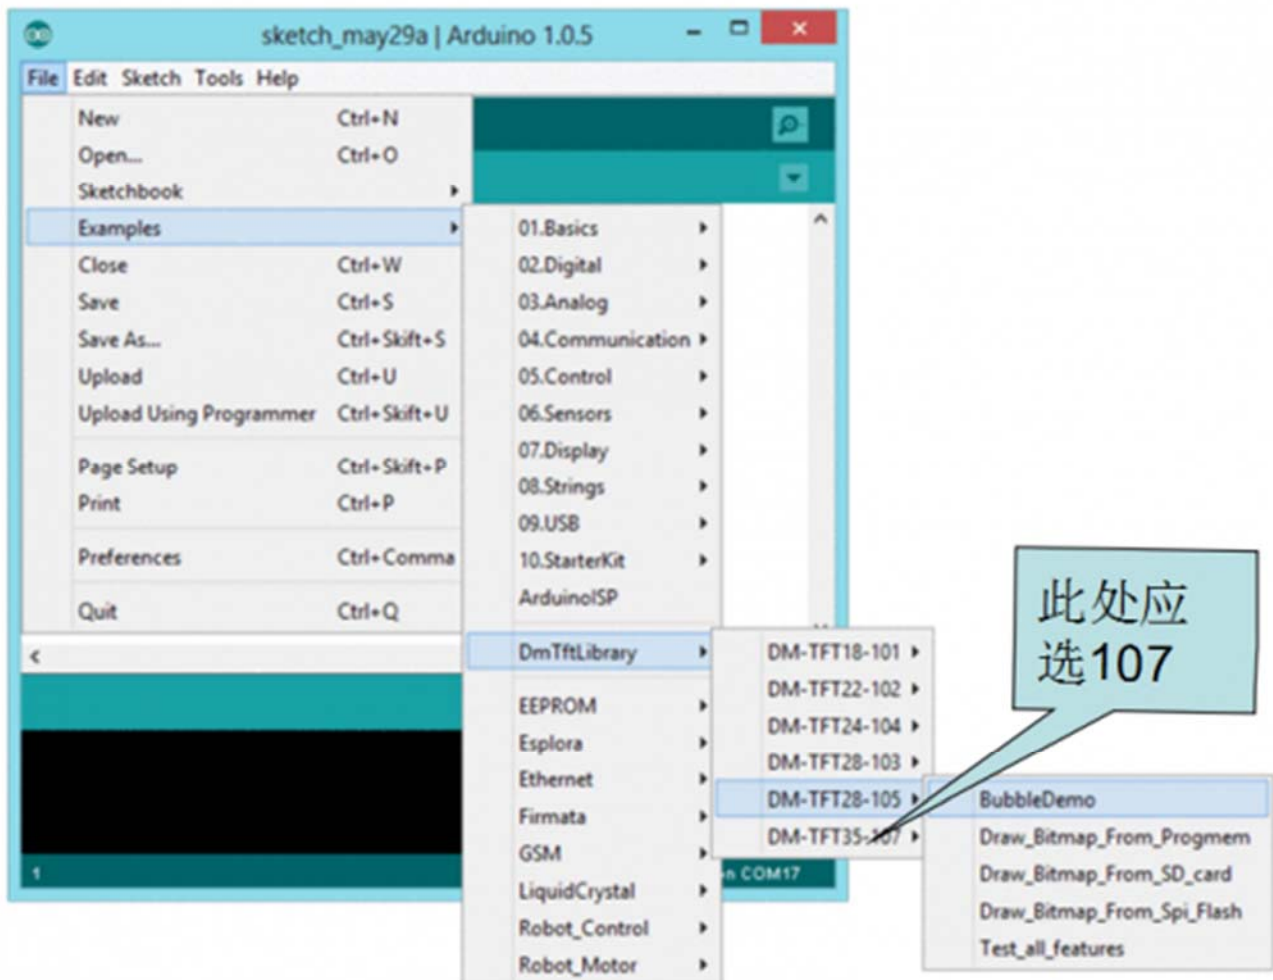 sketch_may29a | Arduino 1.0.5
File Edit Sketch Tools Help
New Ctrl+N
Open... Ctrl+O
Sketchbook
Examples
Close Ctrl+W
Save Ctrl+S
Save As... Ctrl+Skift+S
Upload Ctrl+U
Upload Using Programmer Ctrl+Skift+U
Page Setup Ctrl+Skift+P
Print Ctrl+P
Preferences Ctrl+Comma
Quit Ctrl+Q
01.Basics
02.Digital
03.Analog
04.Communication
05.Control
06.Sensors
07.Display
08.Strings
09.USB
10.StarterKit
ArduinoISP
DmTftLibrary
EEPROM
Esplora
Ethernet
Firmata
GSM
LiquidCrystal
Robot_Control
Robot_Motor
DM-TFT18-101
DM-TFT22-102
DM-TFT24-104
DM-TFT28-103
DM-TFT28-105
DM-TFT35-107
BubbleDemo
Draw_Bitmap_From_Progmem
Draw_Bitmap_From_SD_card
Draw_Bitmap_From_Spi_Flash
Test_all_features
此处应
选107
1
on COM17